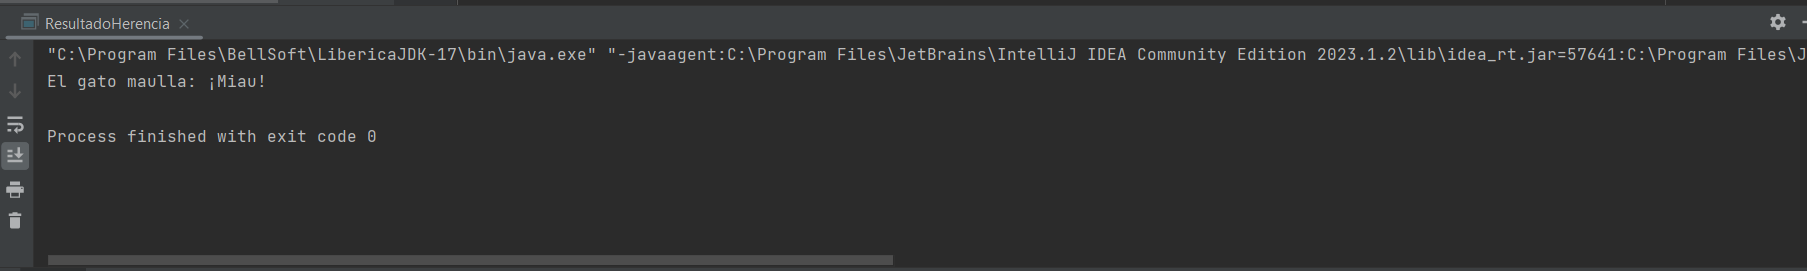 ResultadoHerencia
"C:\Program Files\BellSoft\LibericaJDK-17\bin\java.exe" "-javaagent:C:\Program Files\JetBrains\IntelliJ IDEA Community Edition 2023.1.2\lib\idea_rt.jar=57641:C:\Program Files\J
El gato maulla: ¡Miau!
Process finished with exit code 0